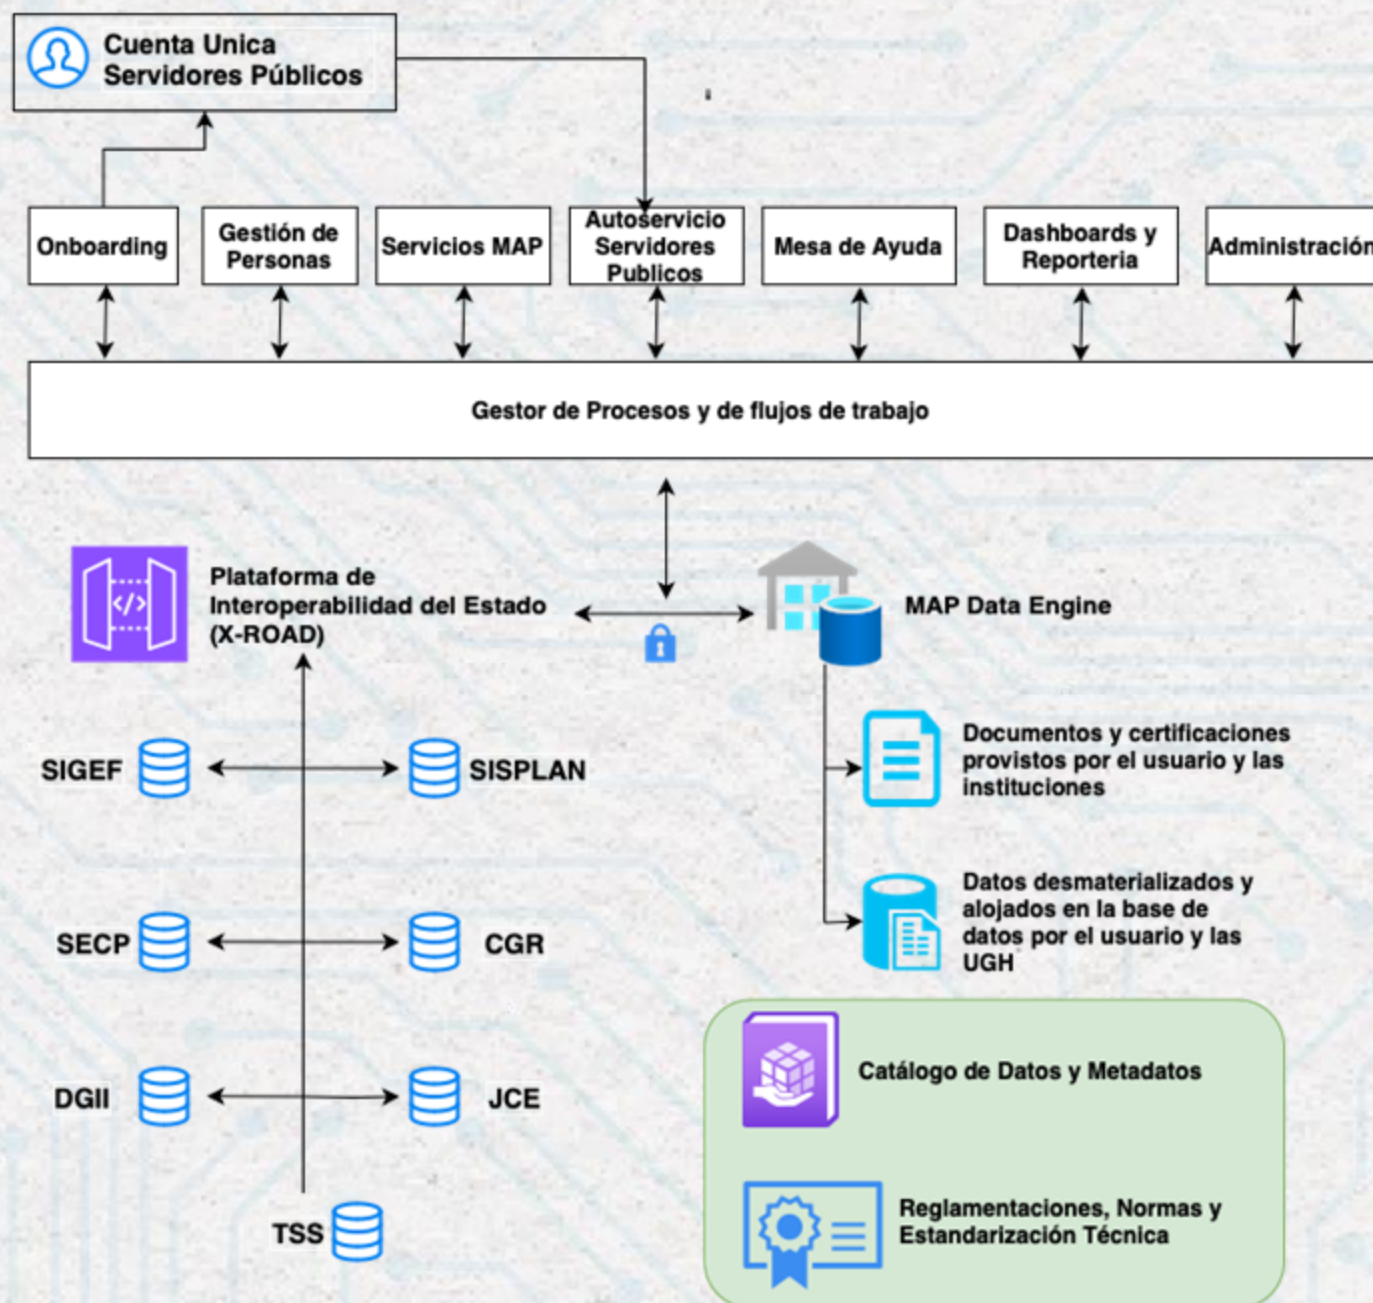 Cuenta Unica
Servidores Públicos
Onboarding
Gestión de
Personas
Servicios MAP
Autoservicio
Servidores
Publicos
Mesa de Ayuda
Dashboards y
Reporteria
Administración
Gestor de Procesos y de flujos de trabajo
Plataforma de
Interoperabilidad del Estado
(X-ROAD)
</>
MAP Data Engine
SIGEF
SISPLAN
Documentos y certificaciones
provistos por el usuario y las
instituciones
SECP
CGR
Datos desmaterializados y
alojados en la base de
datos por el usuario y las
UGH
DGII
JCE
TSS
Catálogo de Datos y Metadatos
Reglamentaciones, Normas y
Estandarización Técnica